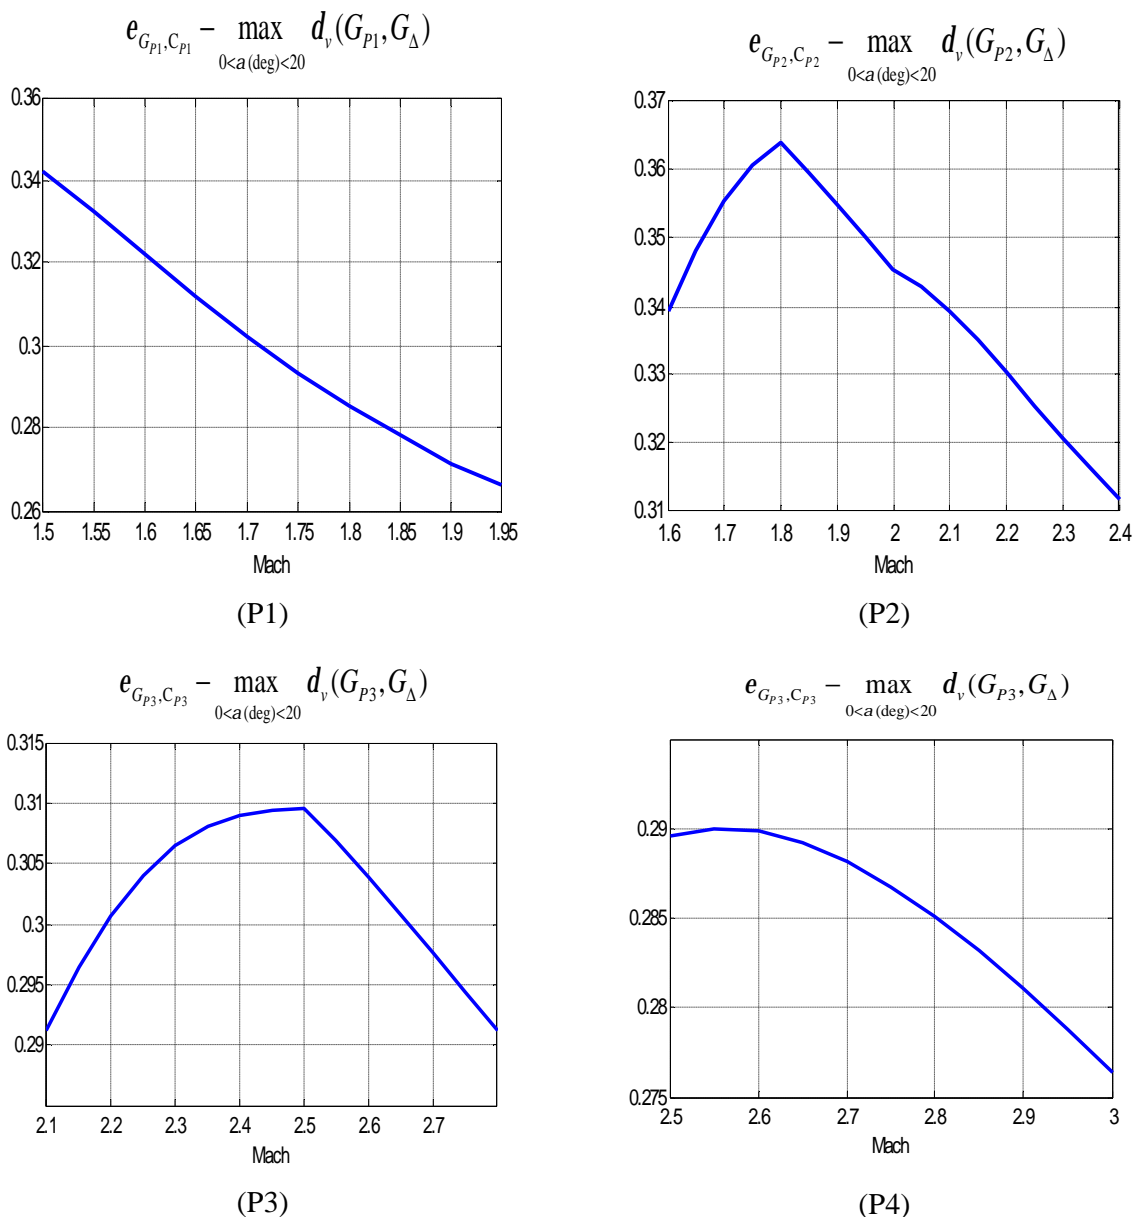 e_{G_{P1},C_{P1}} − max_{0<a(deg)<20} d_v(G_{P1}, G_Δ)
0.36
0.34
0.32
0.3
0.28
0.26
1.5 1.55 1.6 1.65 1.7 1.75 1.8 1.85 1.9 1.95
Mach
(P1)
e_{G_{P2},C_{P2}} − max_{0<a(deg)<20} d_v(G_{P2}, G_Δ)
0.37
0.36
0.35
0.34
0.33
0.32
0.31
1.6 1.7 1.8 1.9 2 2.1 2.2 2.3 2.4
Mach
(P2)
e_{G_{P3},C_{P3}} − max_{0<a(deg)<20} d_v(G_{P3}, G_Δ)
0.315
0.31
0.305
0.3
0.295
0.29
2.1 2.2 2.3 2.4 2.5 2.6 2.7
Mach
(P3)
e_{G_{P3},C_{P3}} − max_{0<a(deg)<20} d_v(G_{P3}, G_Δ)
0.29
0.285
0.28
0.275
2.5 2.6 2.7 2.8 2.9 3
Mach
(P4)